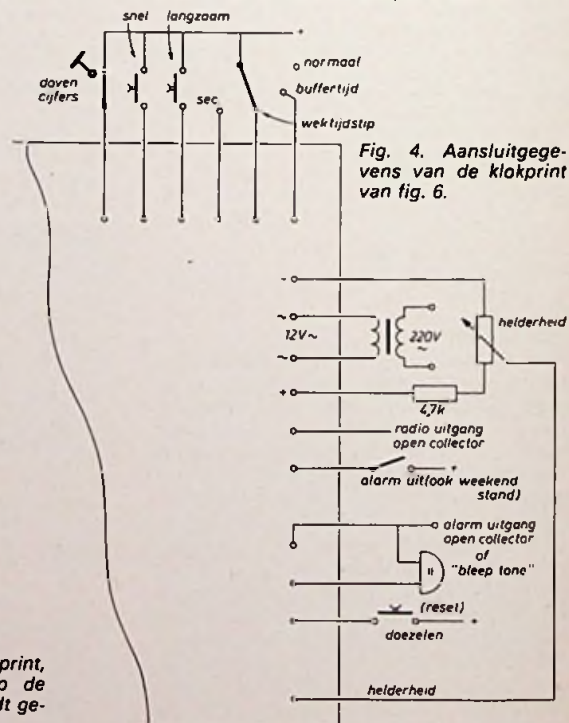 snel langzaam
+
doven
cijfers
sec
normaal
buffertijd
wektijdstip
Fig. 4. Aansluitgege-
vens van de klokprint
van fig. 6.
-
~
12V~
~
220V
~
helderheid
+
4,7k
radio uitgang
open collector
alarm uit(ook weekend
stand)
+
alarm uitgang
open collector
of
"bleep tone"
(reset)
doezelen
+
helderheid
print,
p de
dt ge-